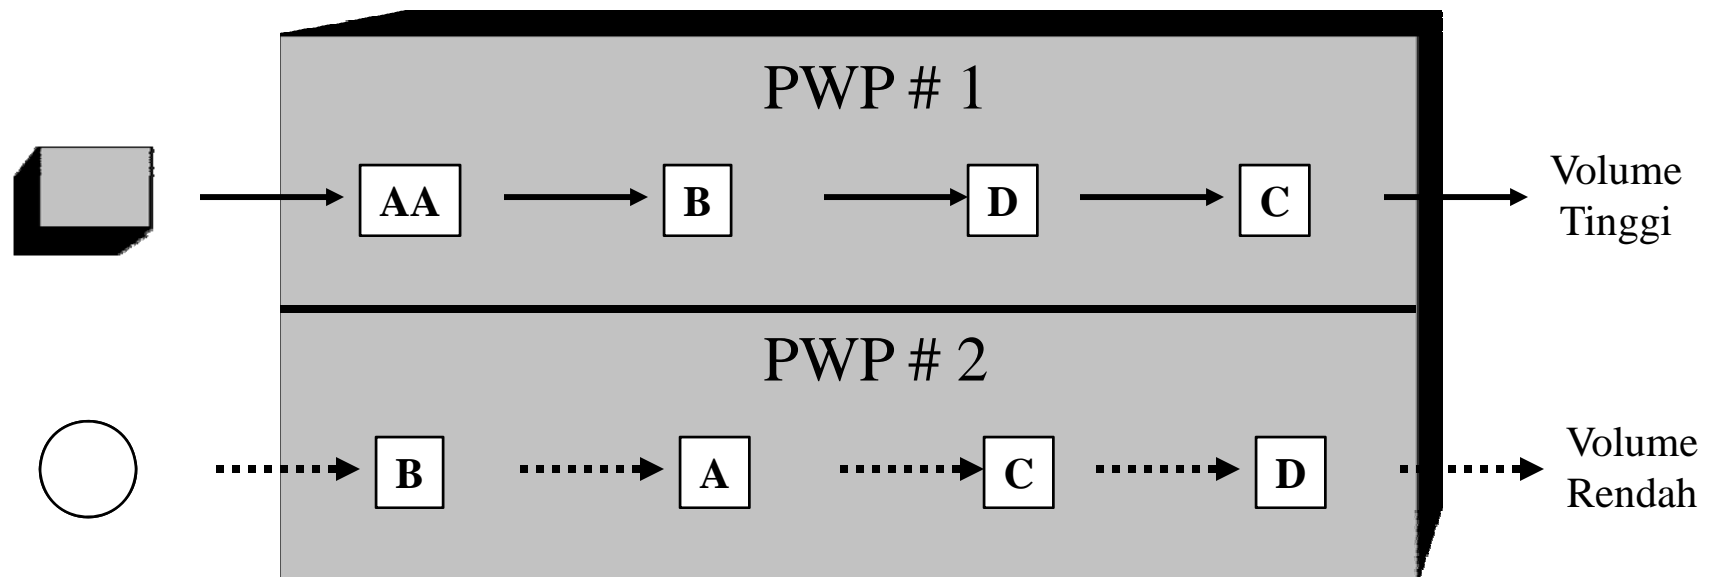 PWP # 1
AA
B
D
C
Volume
Tinggi
PWP # 2
B
A
C
D
Volume
Rendah